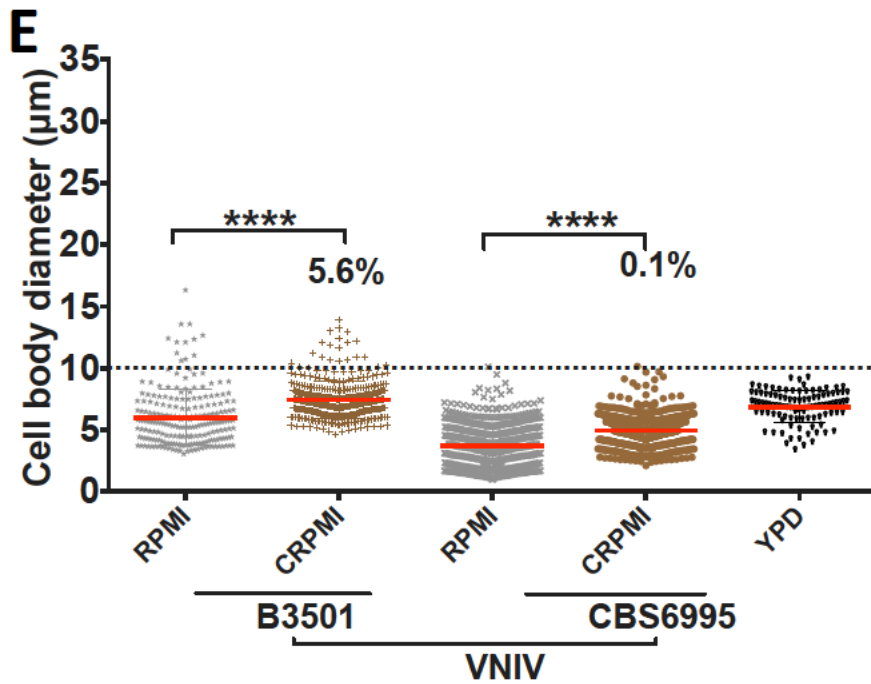 E
Cell body diameter (µm)
35
30
25
20
15
10
5
0
****
5.6%
****
0.1%
RPMI
CRPMI
RPMI
CRPMI
YPD
B3501
CBS6995
VNIV